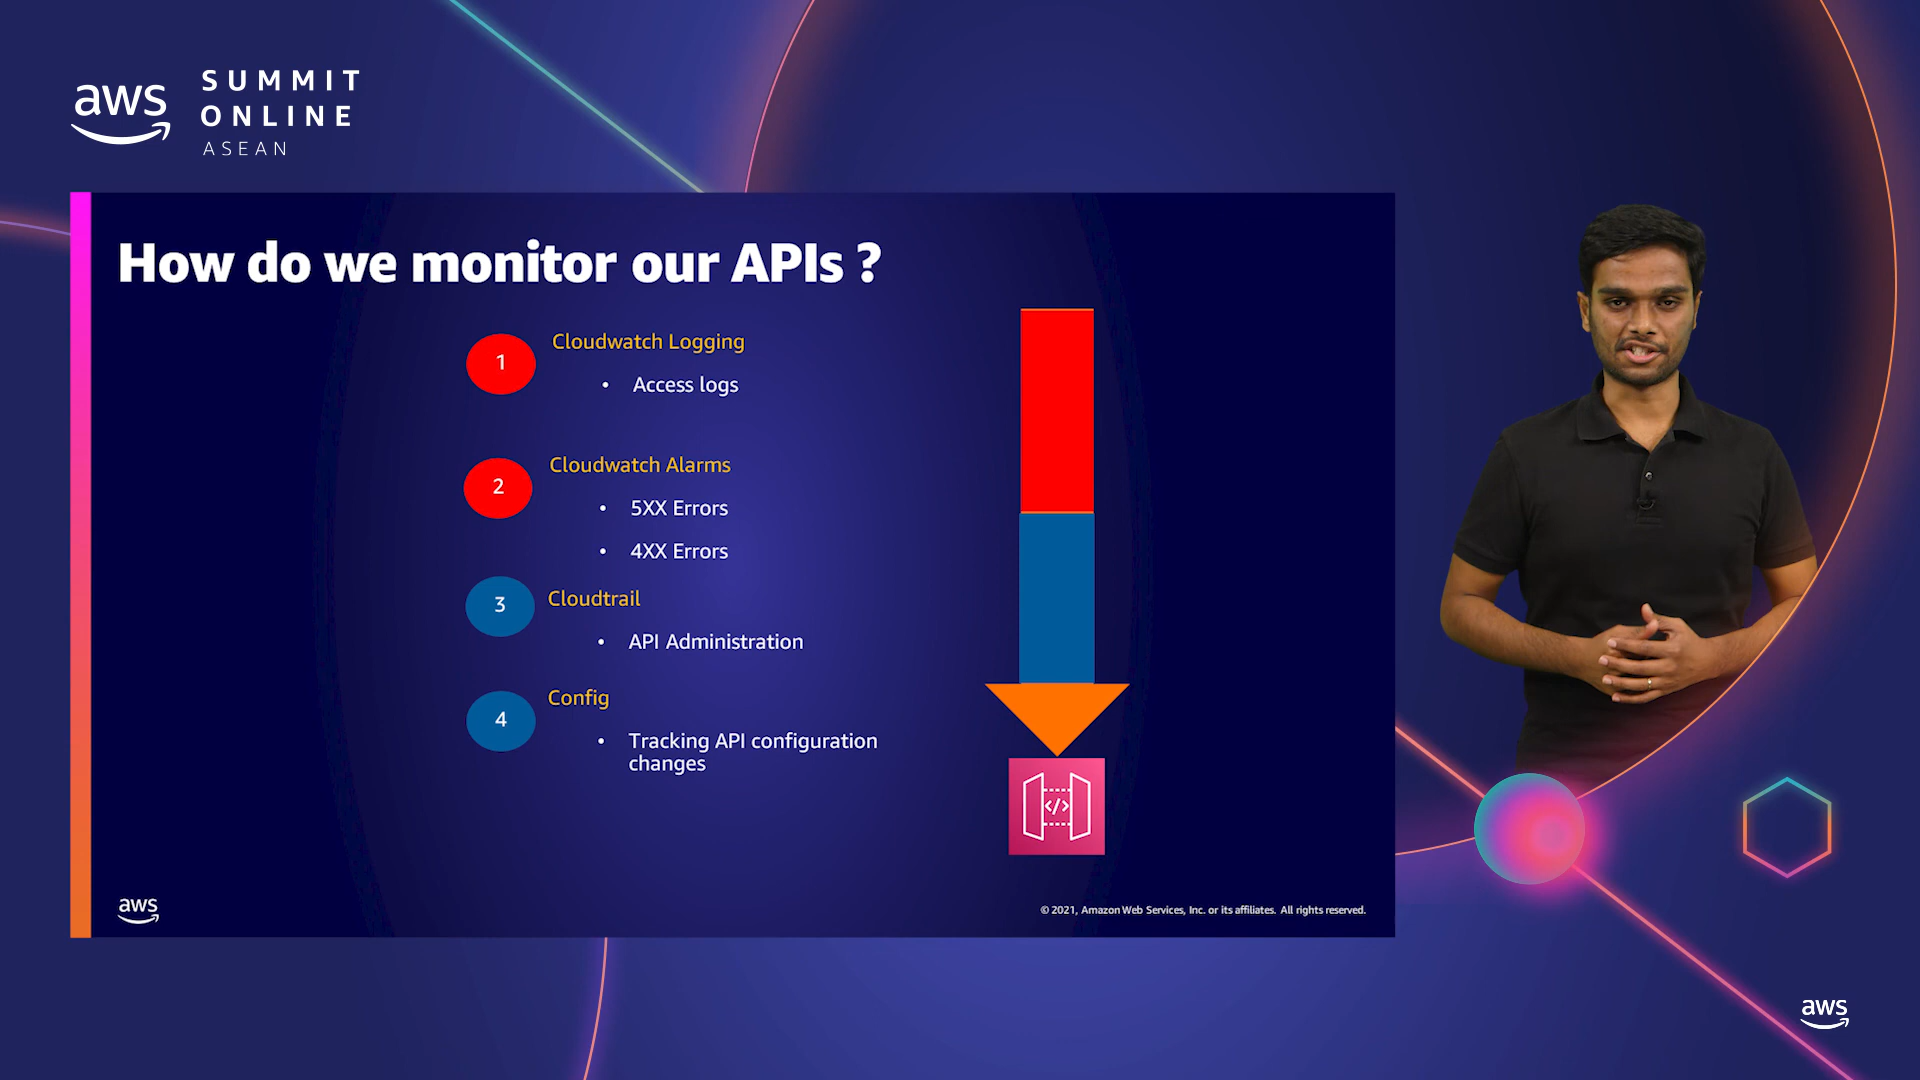 aws
SUMMIT
ONLINE
ASEAN
How do we monitor our APIs ?
1
Cloudwatch Logging
• Access logs
2
Cloudwatch Alarms
• 5XX Errors
• 4XX Errors
3
Cloudtrail
• API Administration
4
Config
• Tracking API configuration
changes
</>
aws
© 2021, Amazon Web Services, Inc. or its affiliates. All rights reserved.
aws